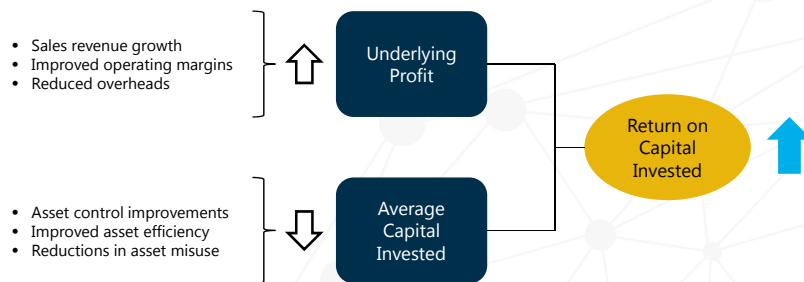 • Sales revenue growth
• Improved operating margins
• Reduced overheads
Underlying
Profit
Return on
Capital
Invested
• Asset control improvements
• Improved asset efficiency
• Reductions in asset misuse
Average
Capital
Invested